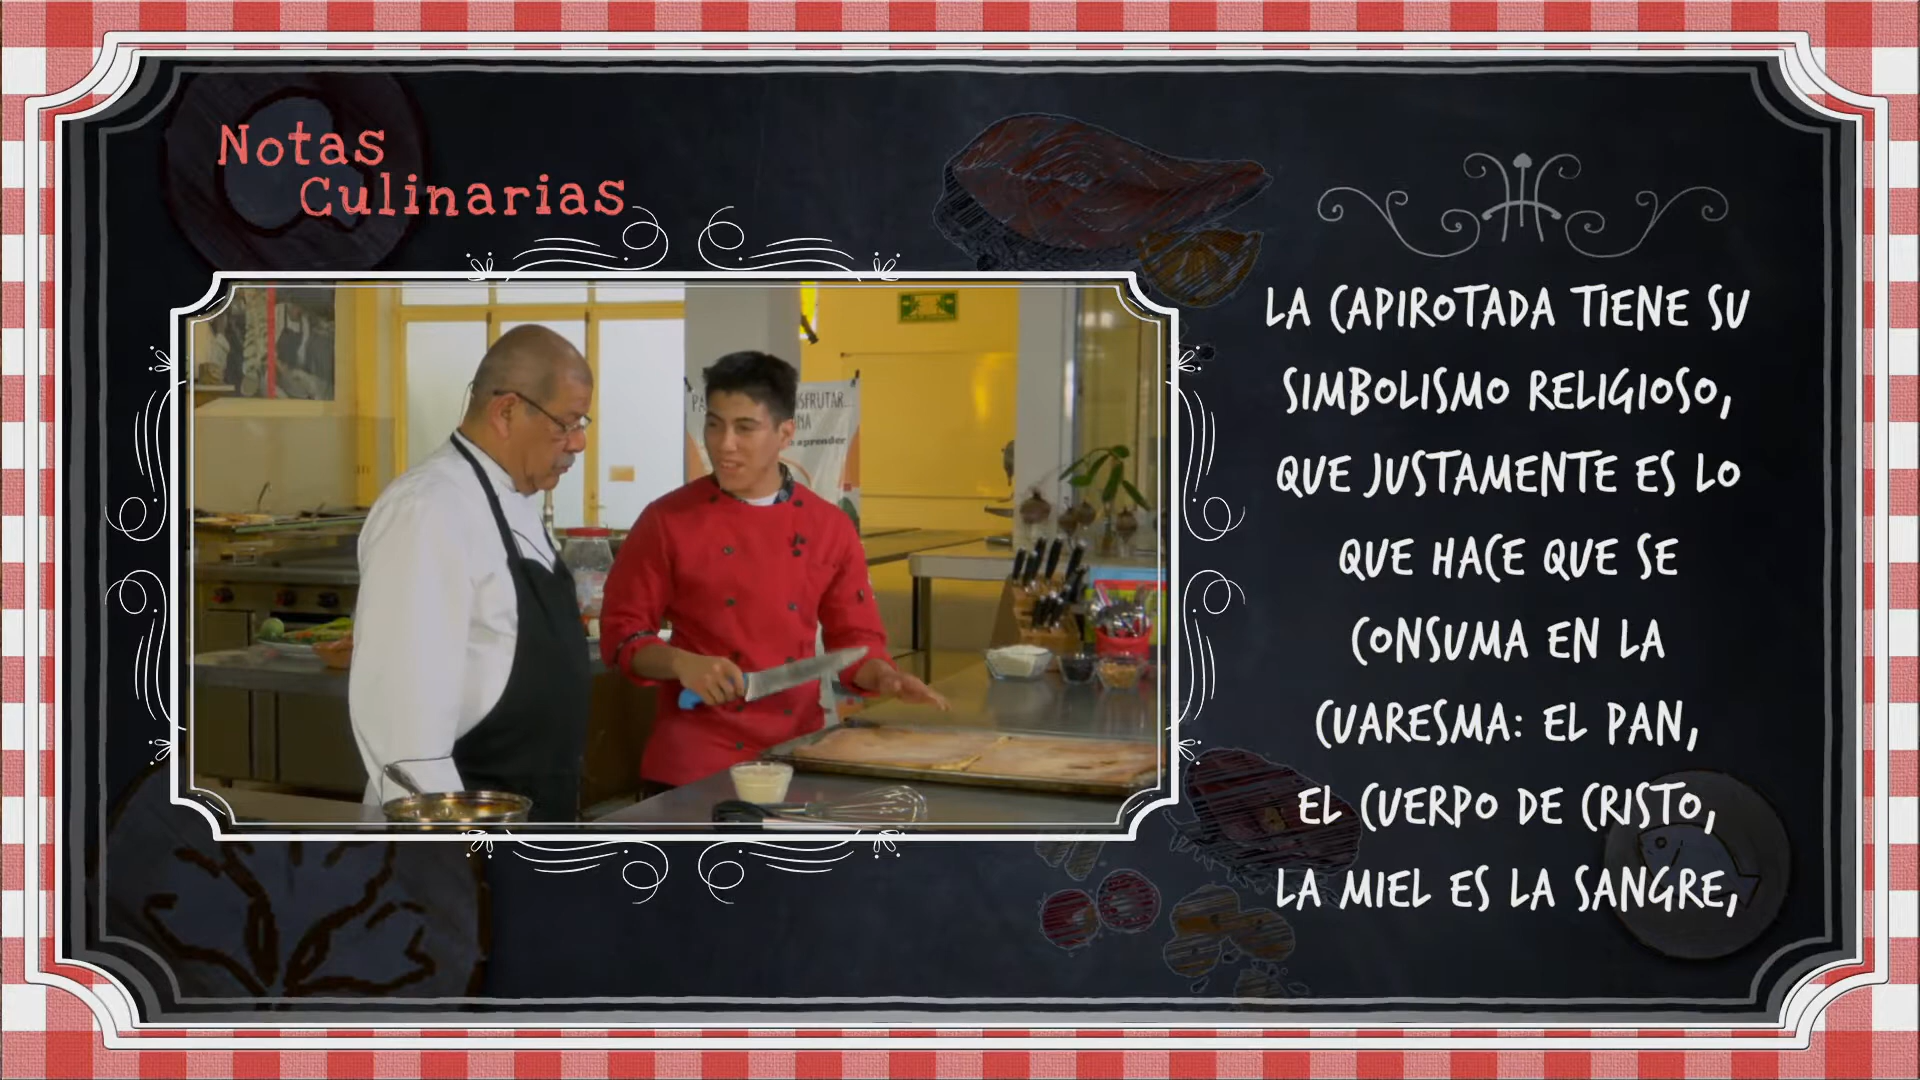 Notas
Culinarias
LA CAPIROTADA TIENE SU
SIMBOLISMO RELIGIOSO,
QUE JUSTAMENTE ES LO
QUE HACE QUE SE
CONSUMA EN LA
CUARESMA: EL PAN,
EL CUERPO DE CRISTO,
LA MIEL ES LA SANGRE,
aprender